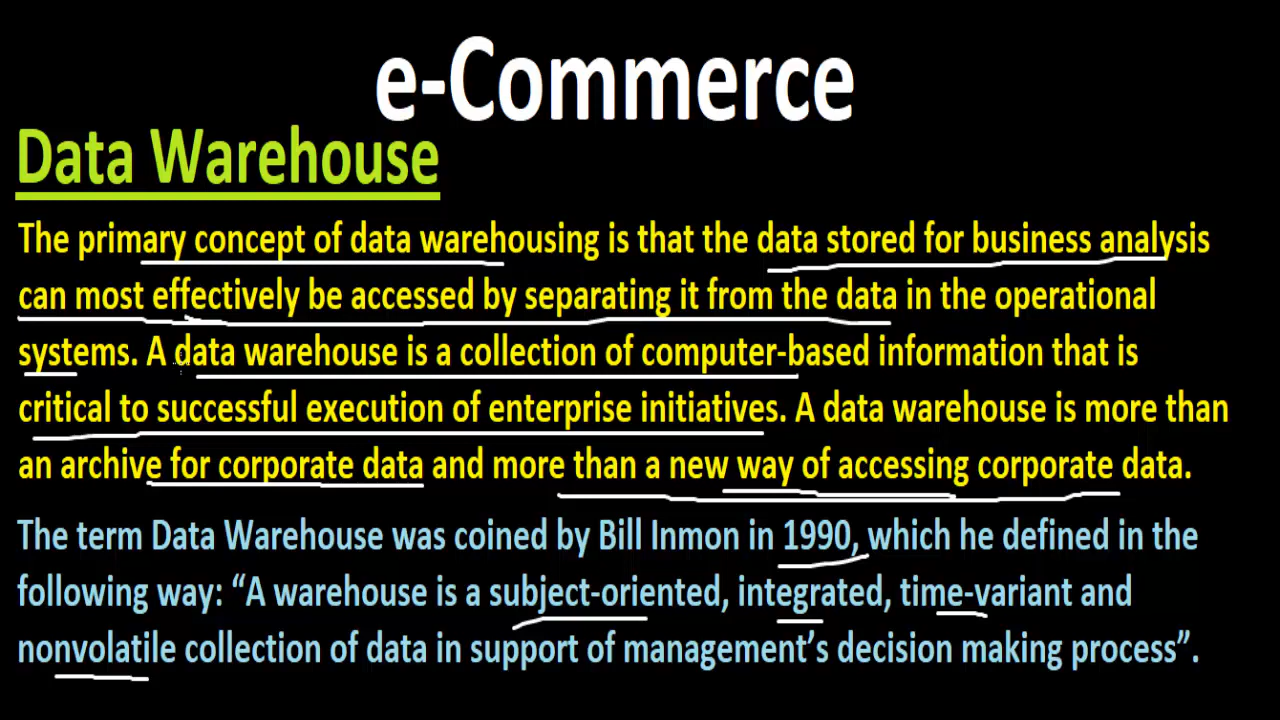 e-Commerce
Data Warehouse
The primary concept of data warehousing is that the data stored for business analysis
can most effectively be accessed by separating it from the data in the operational
systems. A data warehouse is a collection of computer-based information that is
critical to successful execution of enterprise initiatives. A data warehouse is more than
an archive for corporate data and more than a new way of accessing corporate data.
The term Data Warehouse was coined by Bill Inmon in 1990, which he defined in the
following way: “A warehouse is a subject-oriented, integrated, time-variant and
nonvolatile collection of data in support of management’s decision making process”.